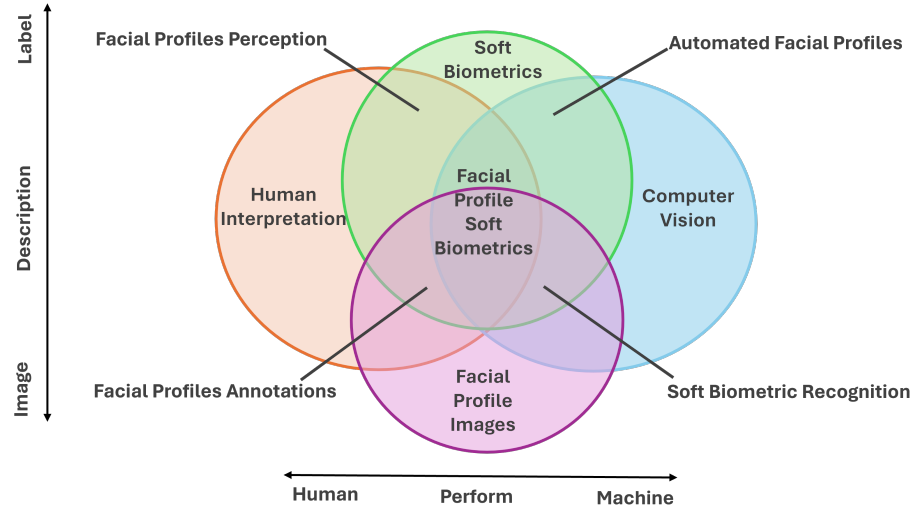 Label
Description
Image
Facial Profiles Perception
Soft
Biometrics
Automated Facial Profiles
Human
Interpretation
Facial
Profile
Soft
Biometrics
Computer
Vision
Facial Profiles Annotations
Facial
Profile
Images
Soft Biometric Recognition
Human
Perform
Machine